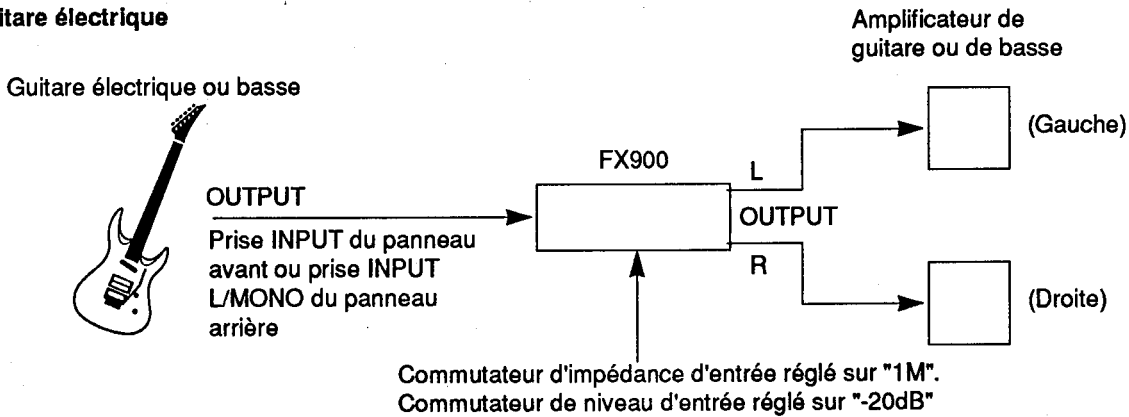 itare électrique
Amplificateur de
guitare ou de basse
Guitare électrique ou basse
(Gauche)
FX900
L
OUTPUT
OUTPUT
Prise INPUT du panneau
avant ou prise INPUT
L/MONO du panneau
arrière
R
(Droite)
Commutateur d'impédance d'entrée réglé sur "1M".
Commutateur de niveau d'entrée réglé sur "-20dB"